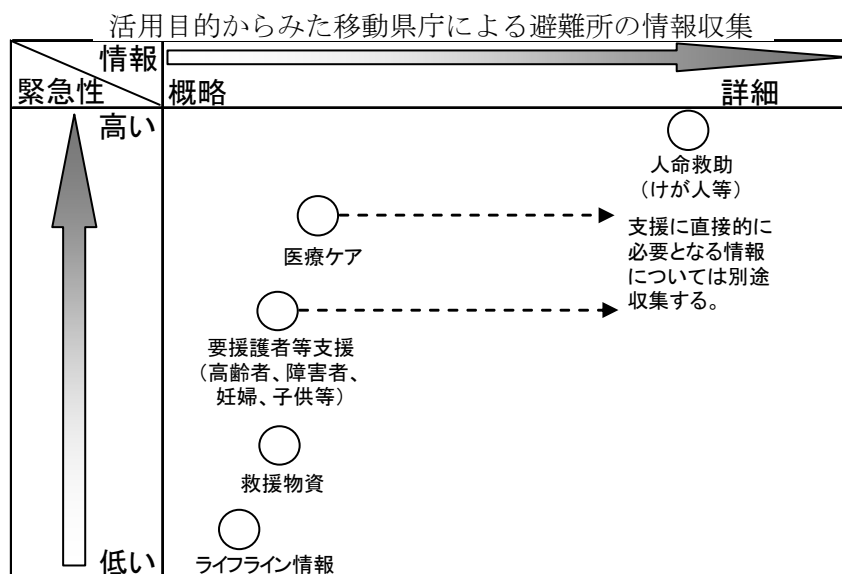 活用目的からみた移動県庁による避難所の情報収集
情報
緊急性
概略
詳細
高い
人命救助
(けが人等)
医療ケア
支援に直接的に
必要となる情報
については別途
収集する。
要援護者等支援
(高齢者、障害者、
妊婦、子供等)
救援物資
低い
ライフライン情報